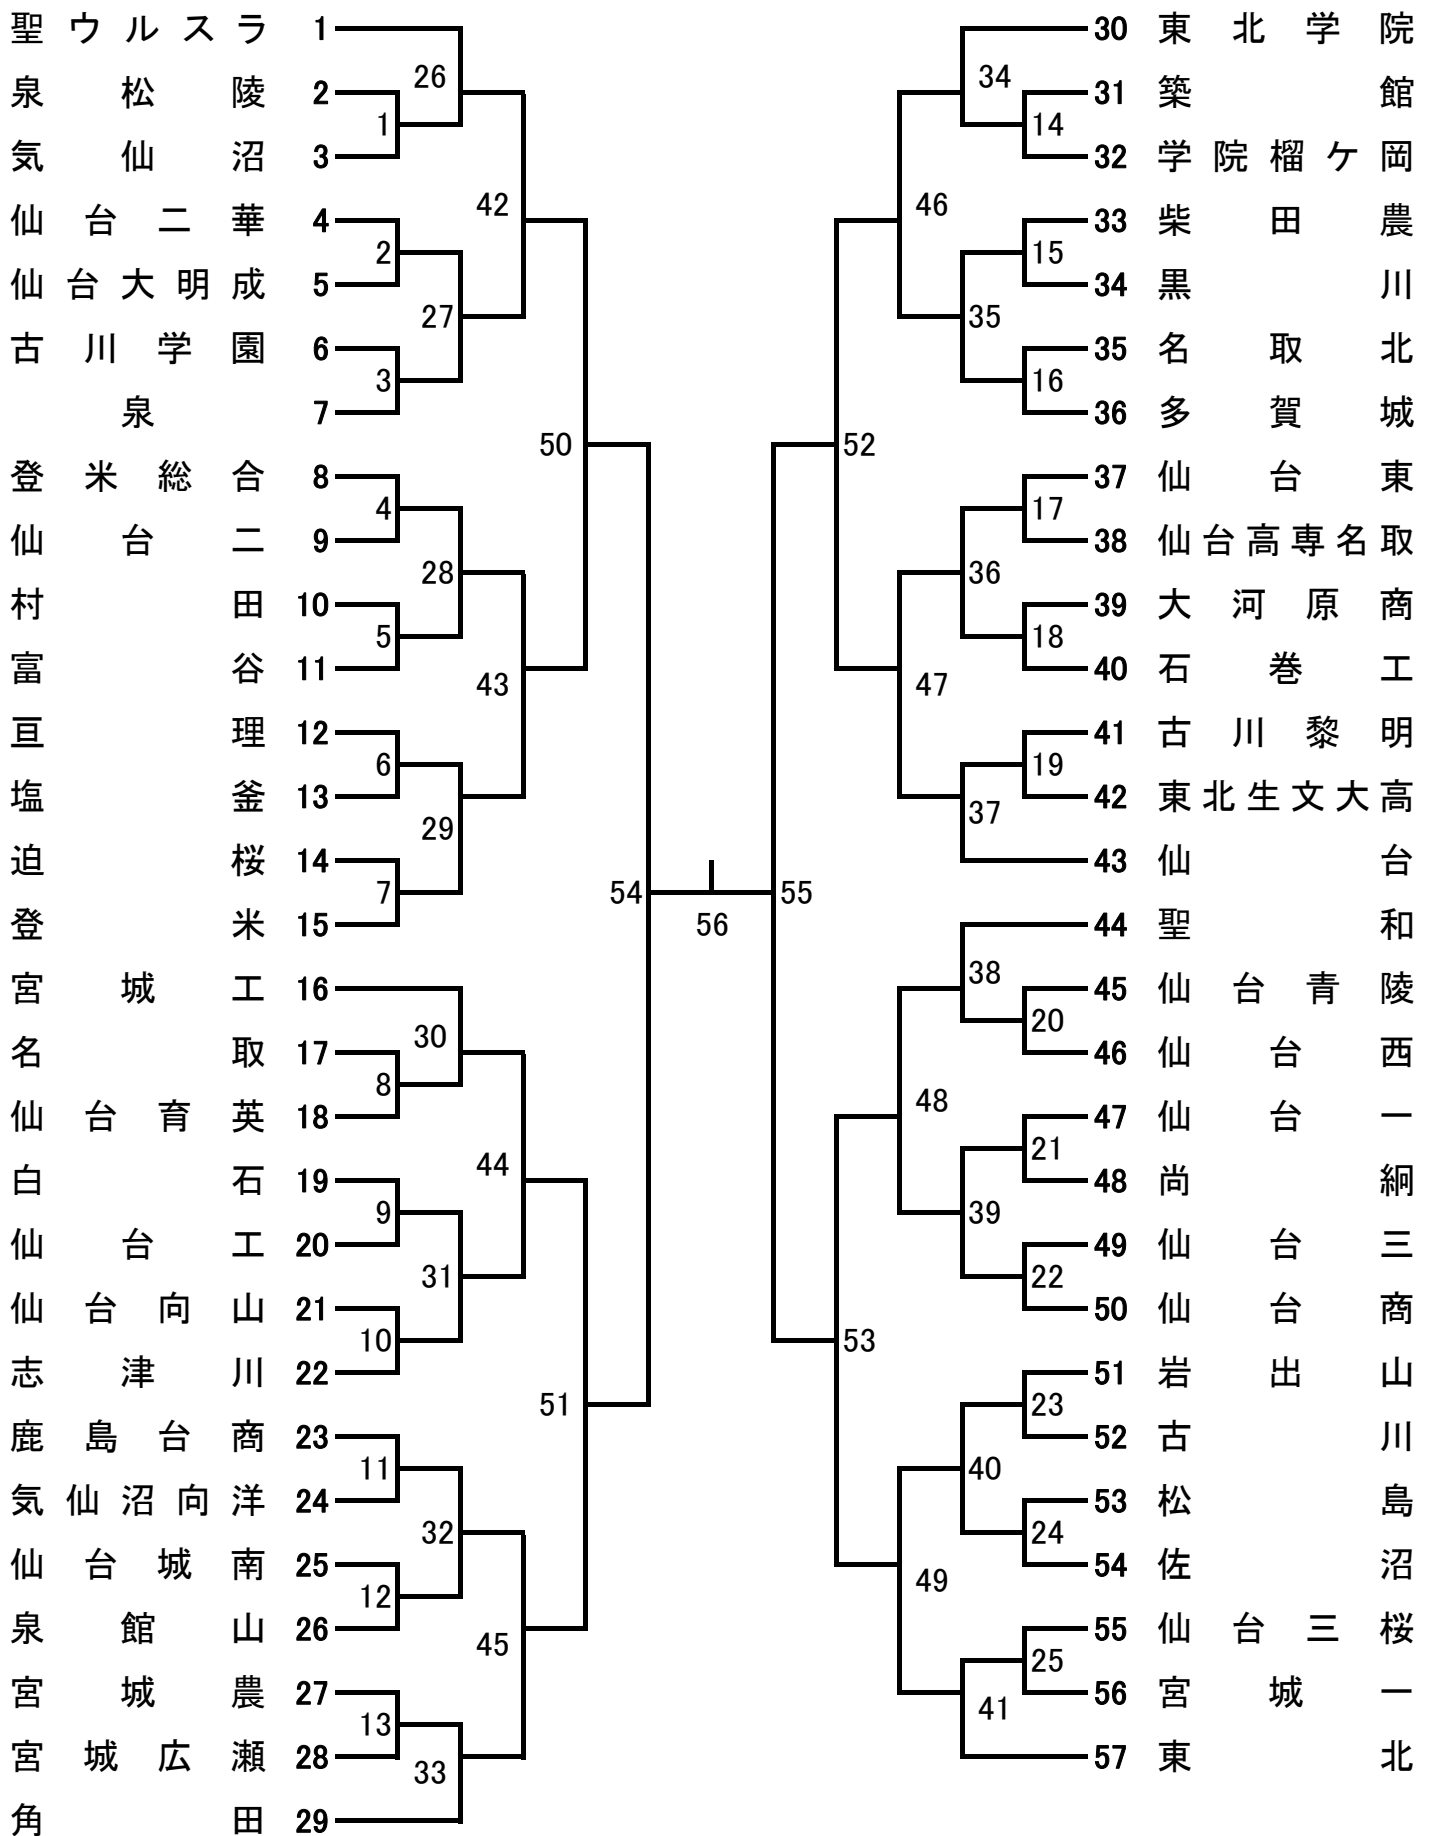 聖ウルスラ 1
泉松陵 2
気仙沼 3
仙台二華 4
仙台大明成 5
古川学園 6
泉 7
登米総合 8
仙台二 9
村田 10
富谷 11
亘理 12
塩釜 13
迫桜 14
登米 15
宮城工 16
名取 17
仙台育英 18
白石 19
仙台工 20
仙台向山 21
志津川 22
鹿島台商 23
気仙沼向洋 24
仙台城南 25
泉館山 26
宮城農 27
宮城広瀬 28
角田 29
1
2
3
4
5
6
7
8
9
10
11
12
13
26
27
28
29
30
31
32
33
42
43
44
45
50
51
54
56
55
52
53
46
47
48
49
34
35
36
37
38
39
40
41
14
15
16
17
18
19
20
21
22
23
24
25
30 東北学院
31 築館
32 学院榴ケ岡
33 柴田農
34 黒川
35 名取北
36 多賀城
37 仙台東
38 仙台高専名取
39 大河原商
40 石巻工
41 古川黎明
42 東北生文大高
43 仙台
44 聖和
45 仙台青陵
46 仙台西
47 仙台一
48 尚絅
49 仙台三
50 仙台商
51 岩出山
52 古川
53 松島
54 佐沼
55 仙台三桜
56 宮城一
57 東北